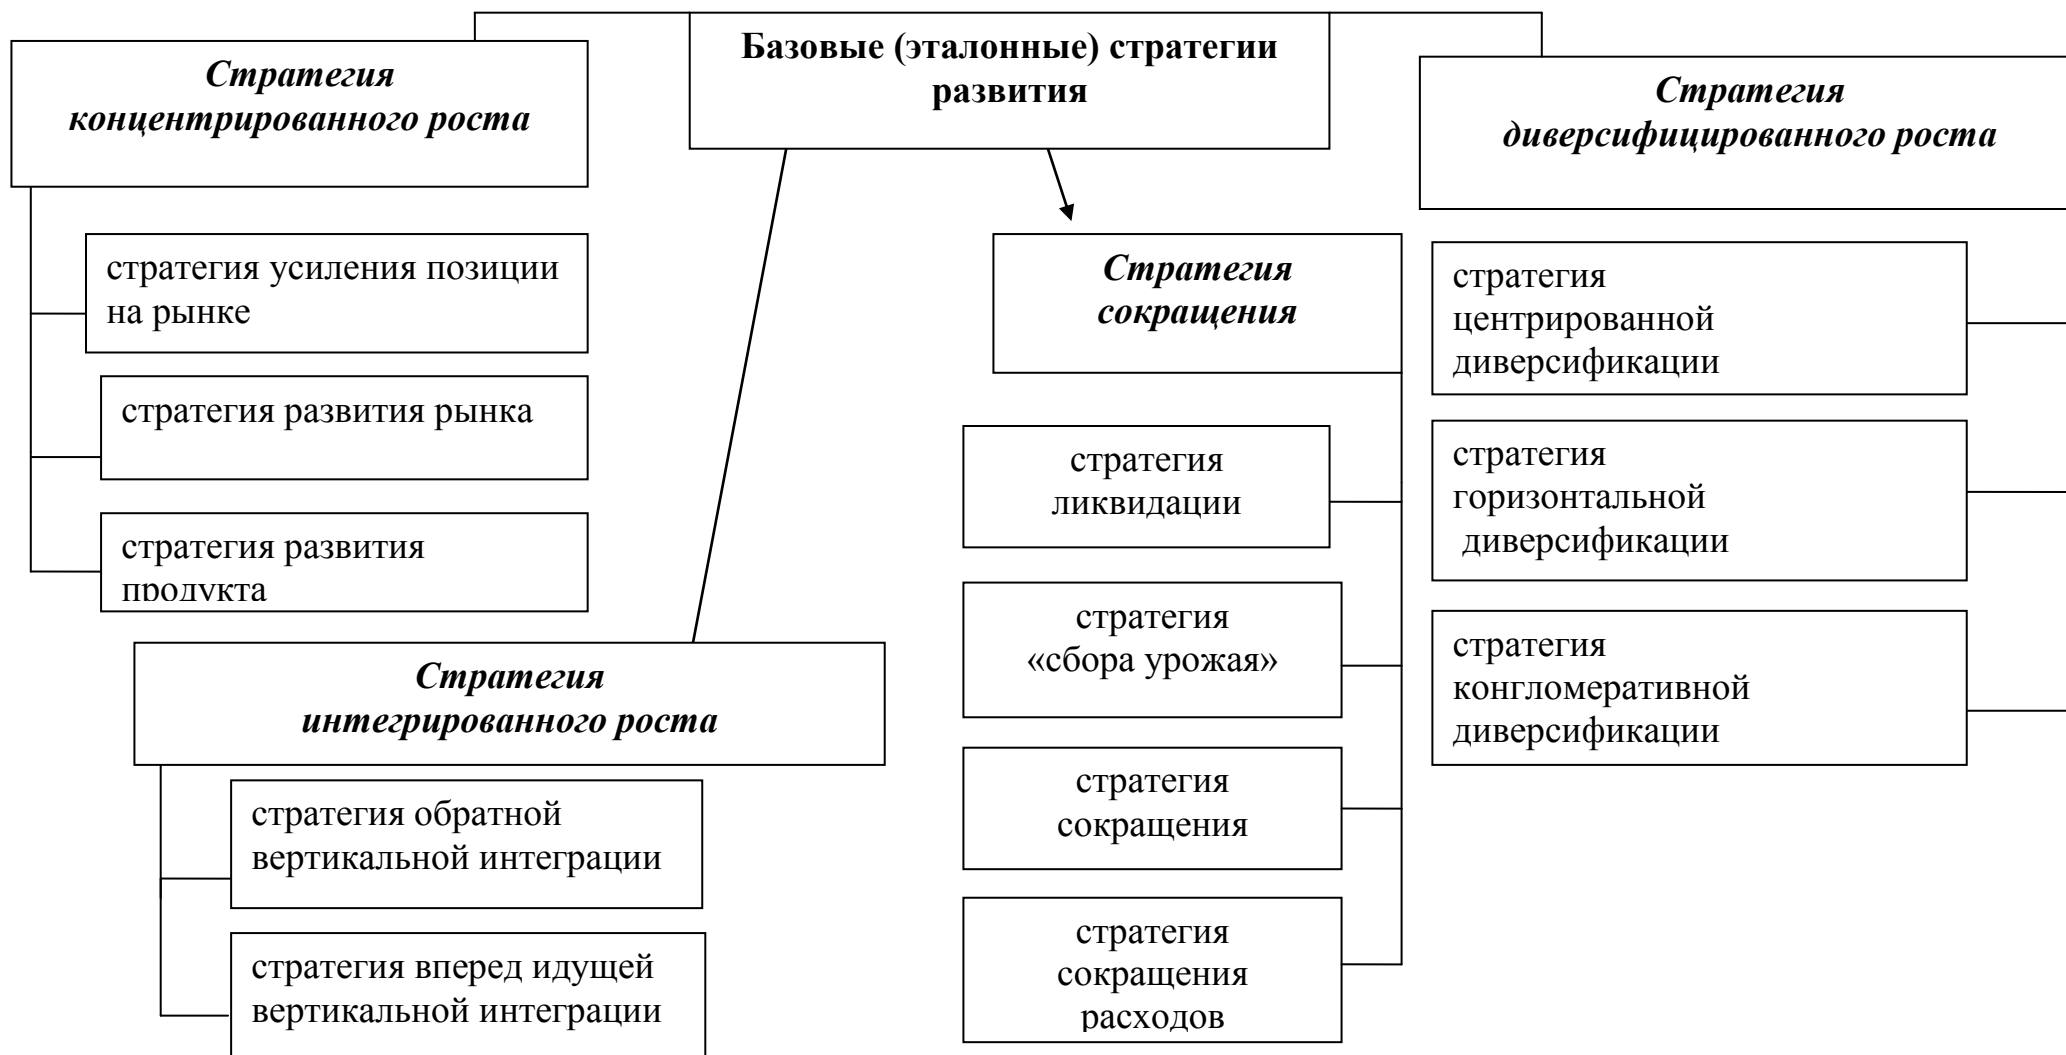 Базовые (эталонные) стратегии
развития
Стратегия
концентрированного роста
стратегия усиления позиции
на рынке
стратегия развития рынка
стратегия развития
продукта
Стратегия
интегрированного роста
стратегия обратной
вертикальной интеграции
стратегия вперед идущей
вертикальной интеграции
Стратегия
сокращения
стратегия
ликвидации
стратегия
«сбора урожая»
стратегия
сокращения
стратегия
сокращения
расходов
Стратегия
диверсифицированного роста
стратегия
центрированной
диверсификации
стратегия
горизонтальной
диверсификации
стратегия
конгломеративной
диверсификации